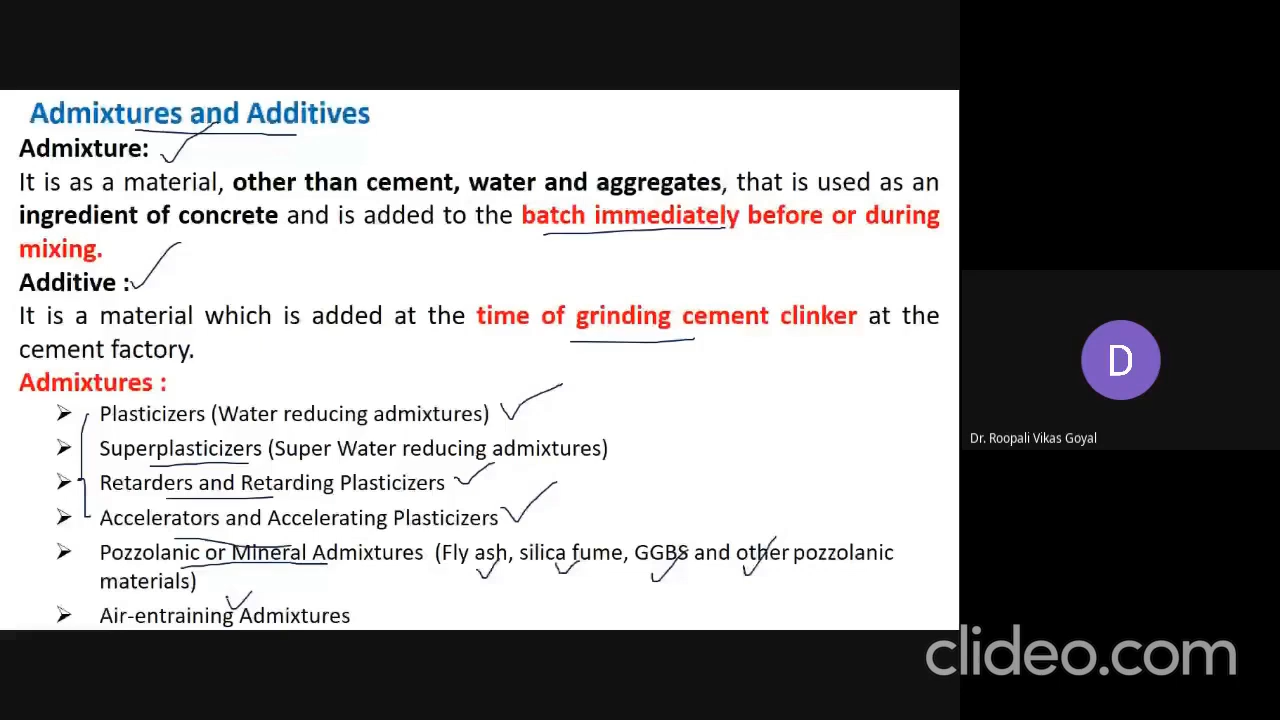 Admixtures and Additives
Admixture:
It is as a material, other than cement, water and aggregates, that is used as an
ingredient of concrete and is added to the batch immediately before or during
mixing.
Additive :
It is a material which is added at the time of grinding cement clinker at the
cement factory.
Admixtures :
➢ Plasticizers (Water reducing admixtures)
➢ Superplasticizers (Super Water reducing admixtures)
➢ Retarders and Retarding Plasticizers
➢ Accelerators and Accelerating Plasticizers
➢ Pozzolanic or Mineral Admixtures (Fly ash, silica fume, GGBS and other pozzolanic
materials)
➢ Air-entraining Admixtures
D
Dr. Roopali Vikas Goyal
clideo.com